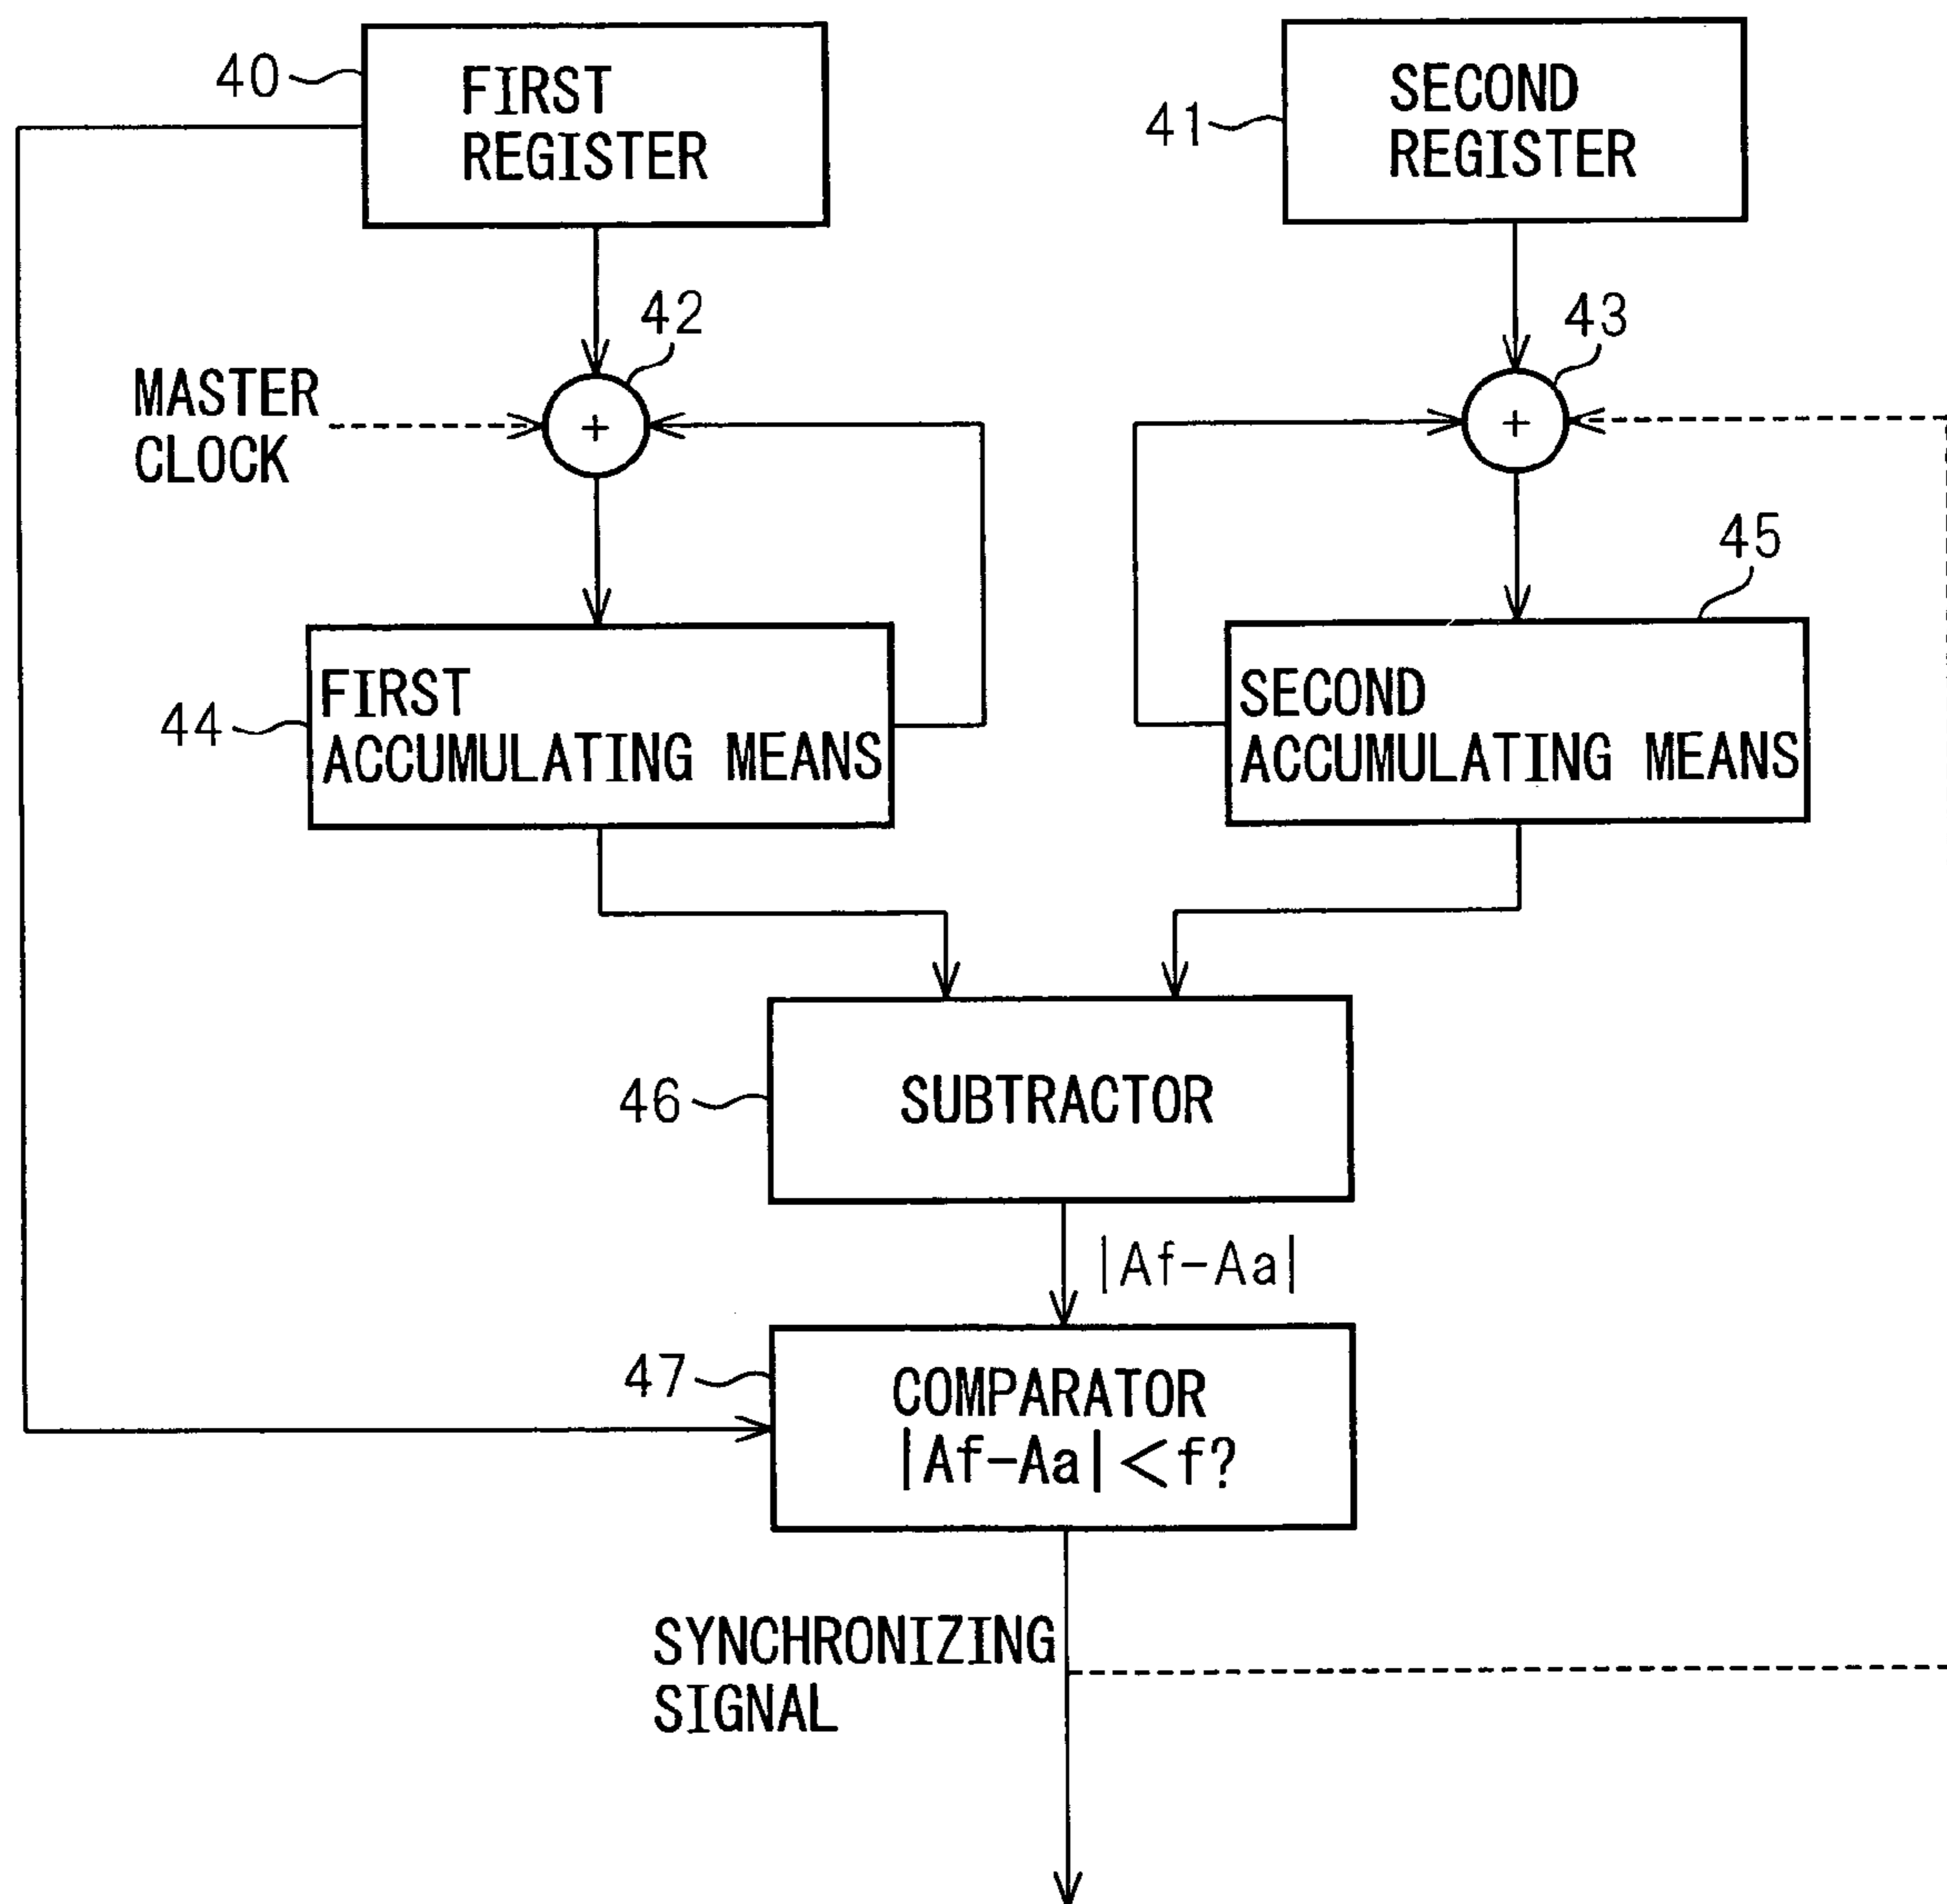 40
FIRST
REGISTER
SECOND
REGISTER
41
42
43
MASTER
CLOCK
+
+
45
44
FIRST
ACCUMULATING MEANS
SECOND
ACCUMULATING MEANS
46
SUBTRACTOR
|Af-Aa|
47
COMPARATOR
|Af-Aa|<f?
SYNCHRONIZING
SIGNAL